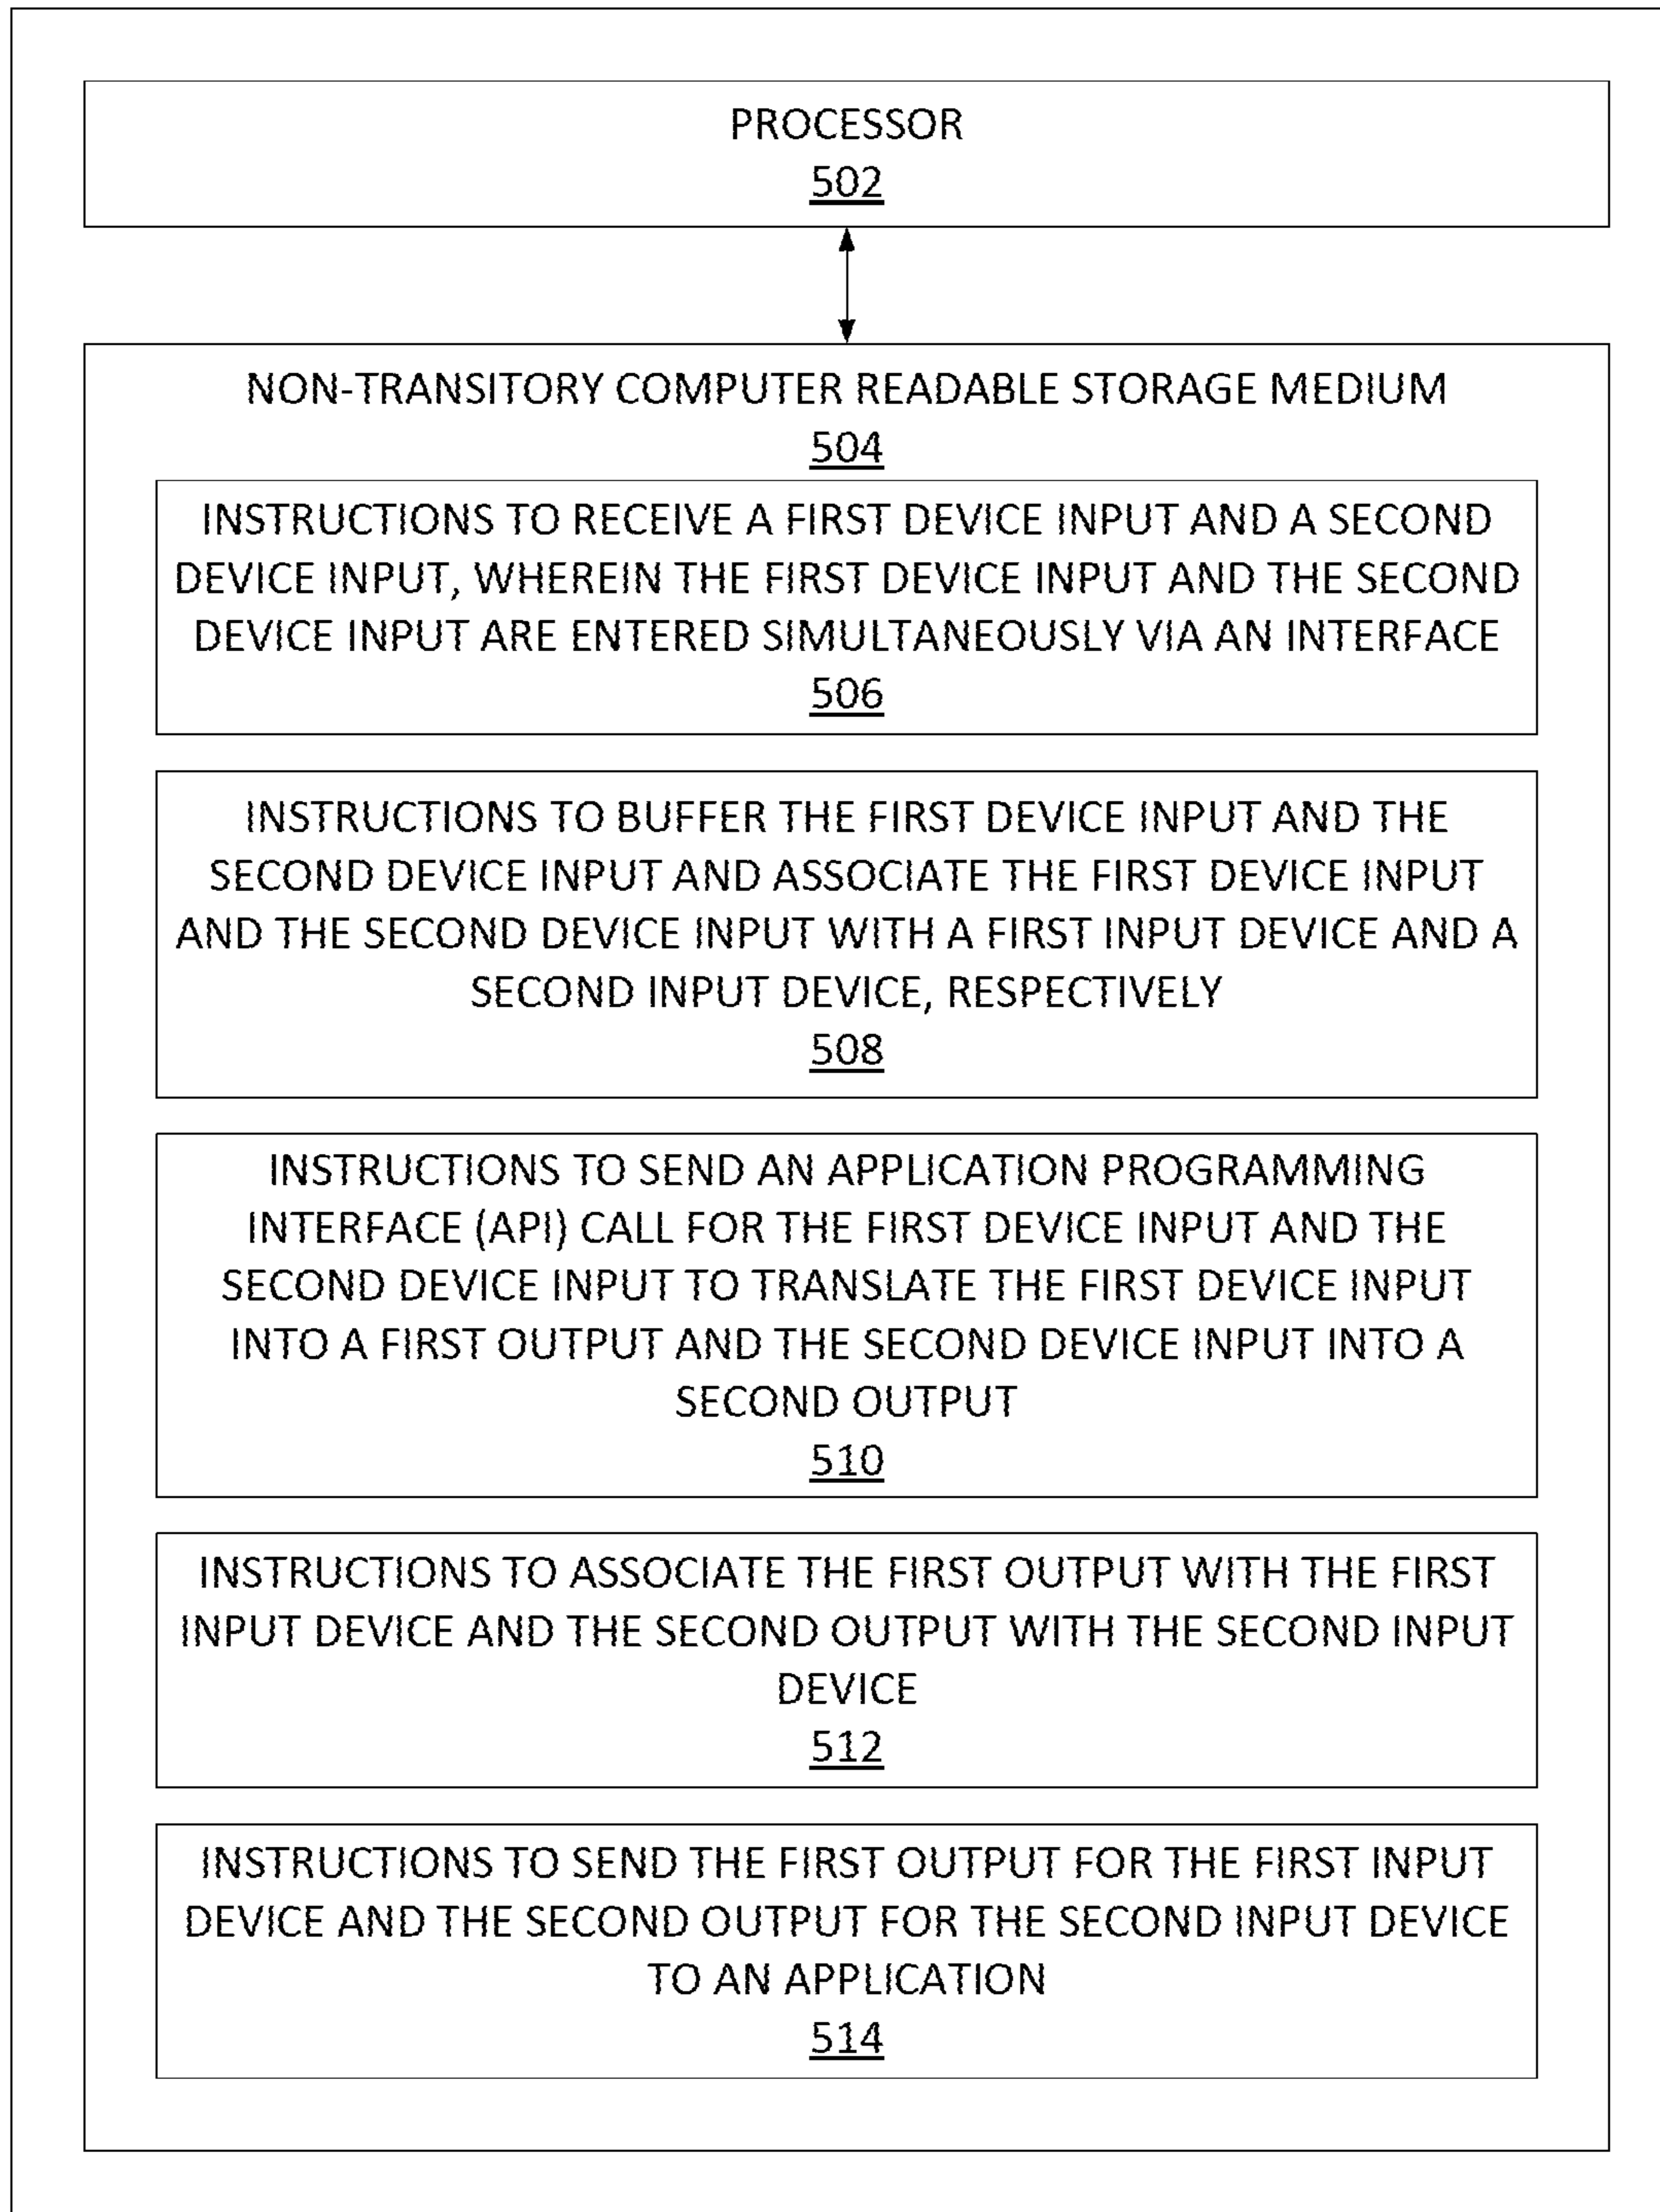 PROCESSOR
502
NON-TRANSITORY COMPUTER READABLE STORAGE MEDIUM
504
INSTRUCTIONS TO RECEIVE A FIRST DEVICE INPUT AND A SECOND
DEVICE INPUT, WHEREIN THE FIRST DEVICE INPUT AND THE SECOND
DEVICE INPUT ARE ENTERED SIMULTANEOUSLY VIA AN INTERFACE
506
INSTRUCTIONS TO BUFFER THE FIRST DEVICE INPUT AND THE
SECOND DEVICE INPUT AND ASSOCIATE THE FIRST DEVICE INPUT
AND THE SECOND DEVICE INPUT WITH A FIRST INPUT DEVICE AND A
SECOND INPUT DEVICE, RESPECTIVELY
508
INSTRUCTIONS TO SEND AN APPLICATION PROGRAMMING
INTERFACE (API) CALL FOR THE FIRST DEVICE INPUT AND THE
SECOND DEVICE INPUT TO TRANSLATE THE FIRST DEVICE INPUT
INTO A FIRST OUTPUT AND THE SECOND DEVICE INPUT INTO A
SECOND OUTPUT
510
INSTRUCTIONS TO ASSOCIATE THE FIRST OUTPUT WITH THE FIRST
INPUT DEVICE AND THE SECOND OUTPUT WITH THE SECOND INPUT
DEVICE
512
INSTRUCTIONS TO SEND THE FIRST OUTPUT FOR THE FIRST INPUT
DEVICE AND THE SECOND OUTPUT FOR THE SECOND INPUT DEVICE
TO AN APPLICATION
514